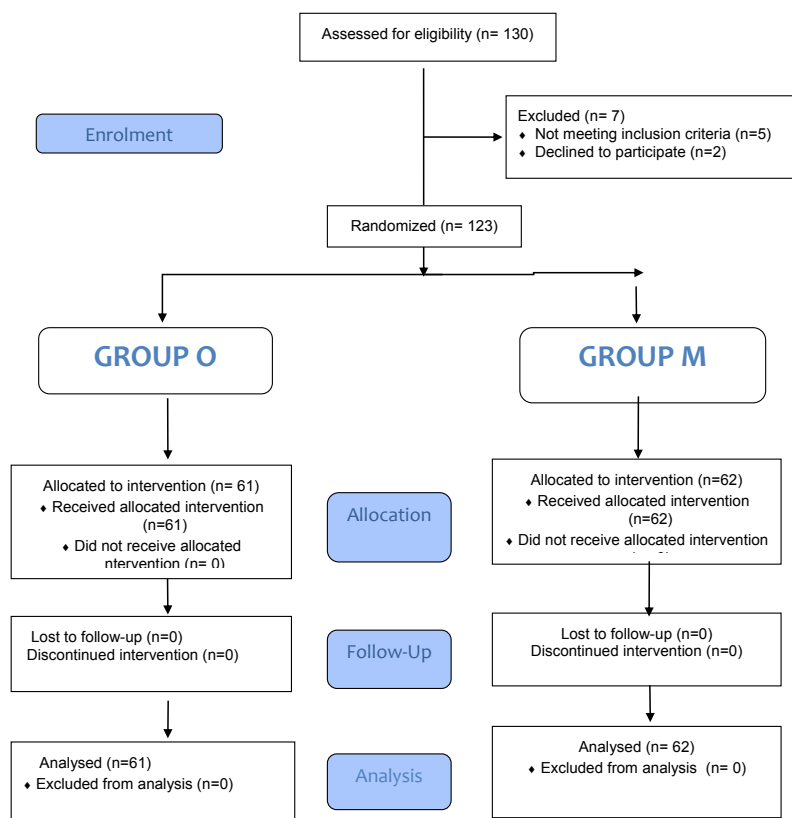 Assessed for eligibility (n= 130)
Enrolment
Excluded (n= 7)
♦ Not meeting inclusion criteria (n=5)
♦ Declined to participate (n=2)
Randomized (n= 123)
GROUP O
GROUP M
Allocated to intervention (n= 61)
♦ Received allocated intervention
(n=61)
♦ Did not receive allocated
ntervention (n= 0)
Allocation
Allocated to intervention (n=62)
♦ Received allocated intervention
(n=62)
♦ Did not receive allocated intervention
Lost to follow-up (n=0)
Discontinued intervention (n=0)
Follow-Up
Lost to follow-up (n=0)
Discontinued intervention (n=0)
Analysed (n=61)
♦ Excluded from analysis (n=0)
Analysis
Analysed (n= 62)
♦ Excluded from analysis (n= 0)